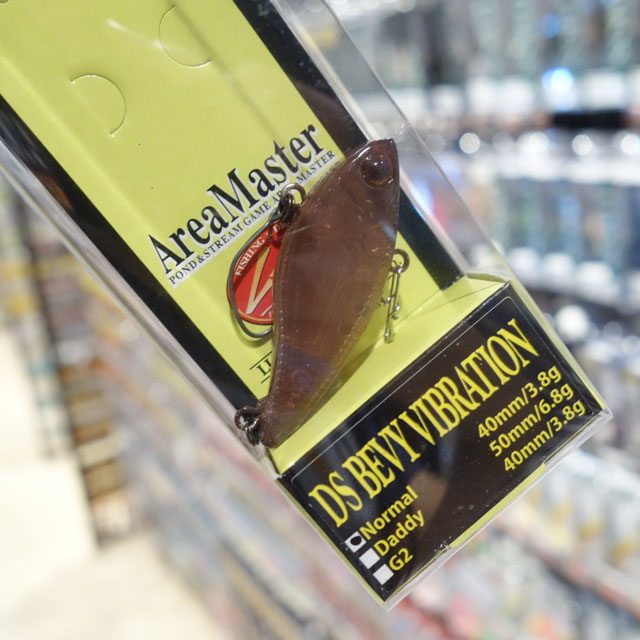 AreaMaster
POND & STREAM GAME AREA MASTER
FISHING
DS BEVY VIBRATION
Normal 40mm/3.8g
Daddy 50mm/6.8g
G2 40mm/3.8g